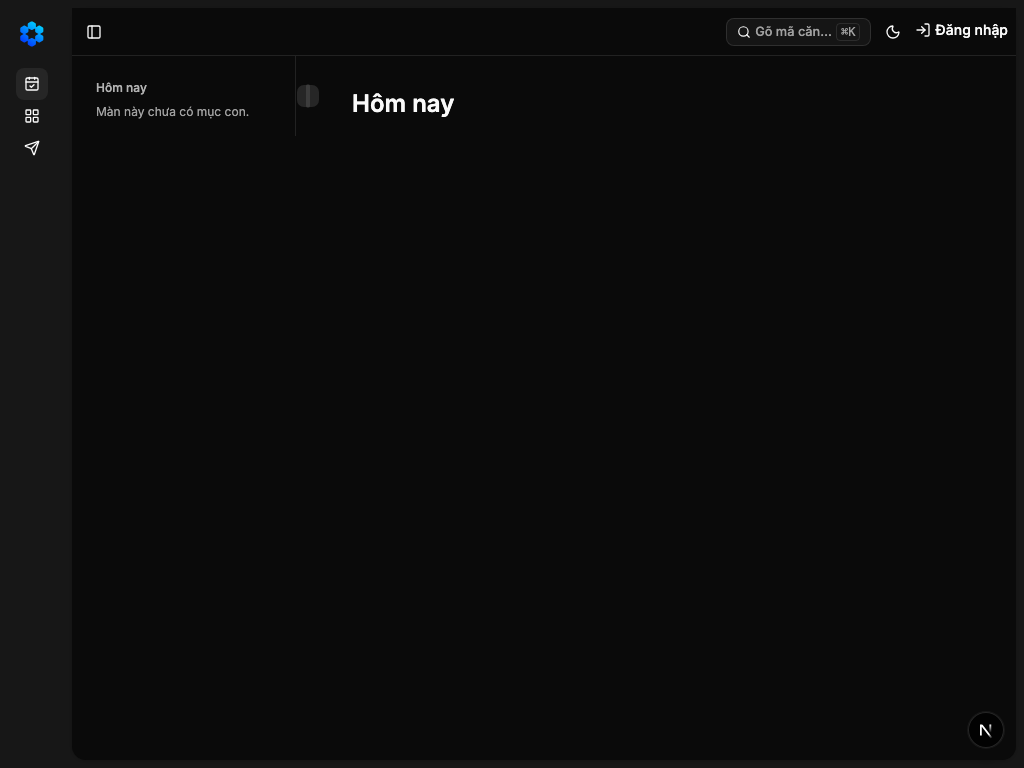 Gõ mã căn... ⌘K
Đăng nhập
Hôm nay
Màn này chưa có mục con.
Hôm nay
N